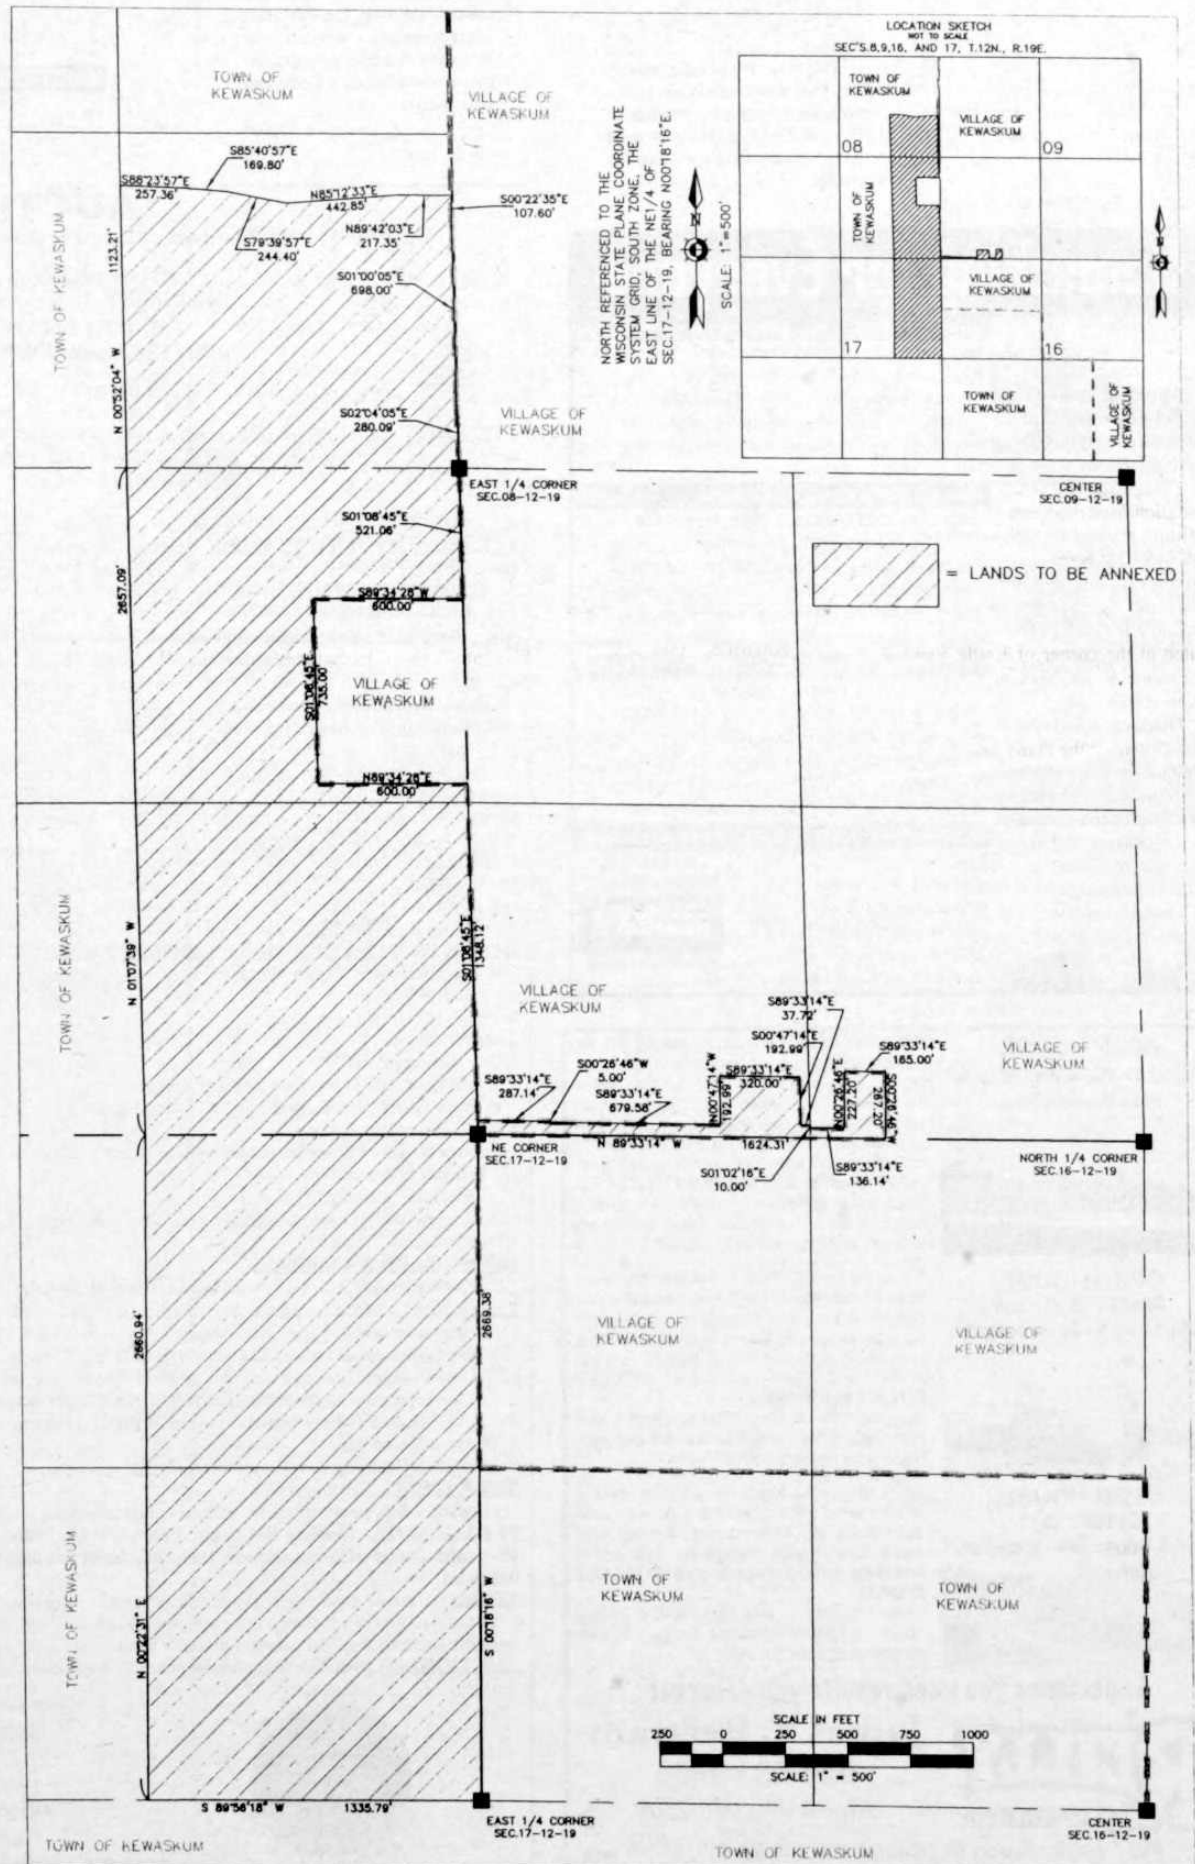 LOCATION SKETCH
NOT TO SCALE
SEC'S.8,9,16, AND 17, T.12N., R.19E.
TOWN OF
KEWASKUM
VILLAGE OF
KEWASKUM
08
09
TOWN OF
KEWASKUM
VILLAGE OF
KEWASKUM
17
16
TOWN OF
KEWASKUM
VILLAGE OF
KEWASKUM
NORTH REFERENCED TO THE
WISCONSIN STATE PLANE COORDINATE
SYSTEM GRID, SOUTH ZONE, THE
EAST LINE OF THE NE1/4 OF
SEC.17-12-19, BEARING N00°18'16"E.
N
SCALE: 1"=500'
TOWN OF
KEWASKUM
VILLAGE OF
KEWASKUM
S85°40'57"E
169.80'
S88°23'57"E
257.36'
N85°12'33"E
442.85'
S00°22'35"E
107.60'
N89°42'03"E
217.35'
S79°39'57"E
244.40'
S01°00'05"E
698.00'
1123.21'
TOWN OF KEWASKUM
N 00°52'04" W
S02°04'05"E
280.09'
VILLAGE OF
KEWASKUM
EAST 1/4 CORNER
SEC.08-12-19
CENTER
SEC.09-12-19
S01°08'45"E
521.06'
= LANDS TO BE ANNEXED
2657.09'
S89°34'28"W
600.00'
S01°08'45"E
735.00'
VILLAGE OF
KEWASKUM
N89°34'28"E
600.00'
TOWN OF KEWASKUM
N 01°07'39" W
S01°08'45"E
1348.12'
VILLAGE OF
KEWASKUM
S89°33'14"E
37.72'
S00°47'14"E
192.99'
S89°33'14"E
165.00'
VILLAGE OF
KEWASKUM
S89°33'14"E
287.14'
S00°26'46"W
5.00'
S89°33'14"E
679.58'
N00°47'14"W
192.99'
S89°33'14"E
320.00'
N00°26'46"E
227.20'
S00°26'46"W
267.20'
NE CORNER
SEC.17-12-19
N 89°33'14" W
1624.31'
S01°02'16"E
10.00'
S89°33'14"E
136.14'
NORTH 1/4 CORNER
SEC.16-12-19
2660.94'
2669.38'
VILLAGE OF
KEWASKUM
VILLAGE OF
KEWASKUM
TOWN OF KEWASKUM
N 00°22'31" E
S 00°18'16" W
TOWN OF
KEWASKUM
TOWN OF
KEWASKUM
SCALE IN FEET
250 0 250 500 750 1000
SCALE: 1" = 500'
S 89°56'18" W 1335.79'
EAST 1/4 CORNER
SEC.17-12-19
CENTER
SEC.16-12-19
TOWN OF KEWASKUM
TOWN OF KEWASKUM